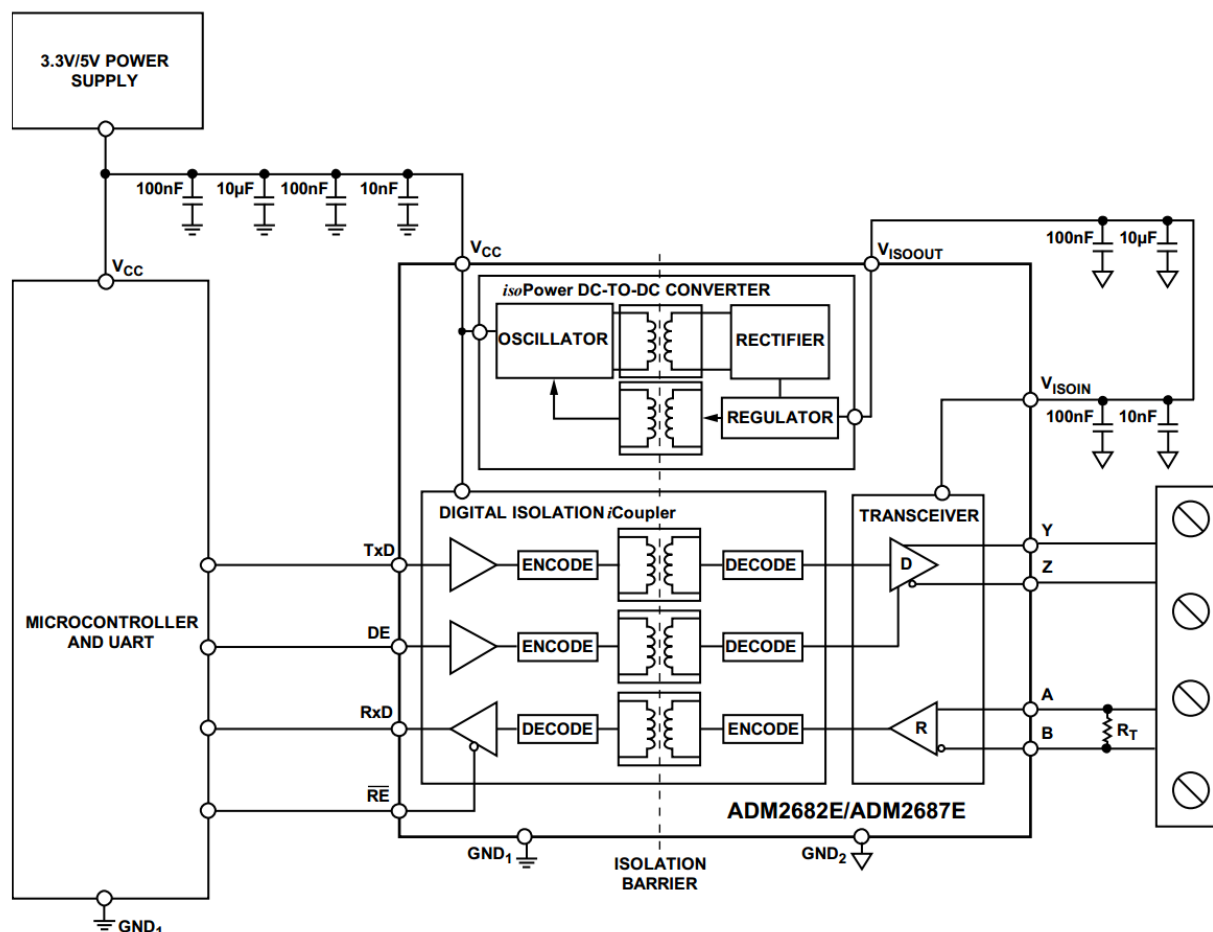 3.3V/5V POWER
SUPPLY
100nF
10µF
100nF
10nF
VCC
VCC
VISOOUT
100nF
10µF
isoPower DC-TO-DC CONVERTER
OSCILLATOR
RECTIFIER
REGULATOR
VISOIN
100nF
10nF
DIGITAL ISOLATION iCoupler
TRANSCEIVER
TxD
ENCODE
DECODE
D
Y
Z
MICROCONTROLLER
AND UART
DE
ENCODE
DECODE
RxD
DECODE
ENCODE
R
A
B
RT
RE
ADM2682E/ADM2687E
GND1
GND2
ISOLATION
BARRIER
GND1